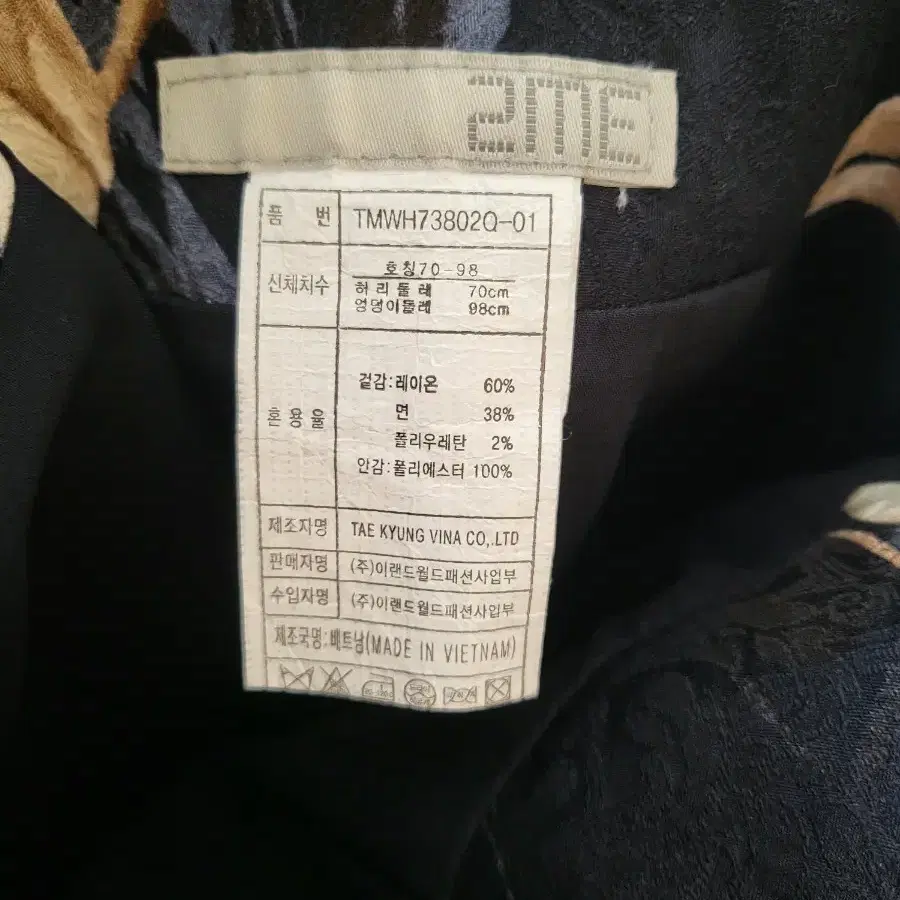 품 번 TMWH73802Q-01
신체치수 호칭70-98
허리둘레 70cm
엉덩이둘레 98cm
혼용율
겉감:레이온 60%
면 38%
폴리우레탄 2%
안감:폴리에스터 100%
제조자명 TAE KYUNG VINA CO,.LTD
판매자명 (주)이랜드월드패션사업부
수입자명 (주)이랜드월드패션사업부
제조국명:베트남(MADE IN VIETNAM)